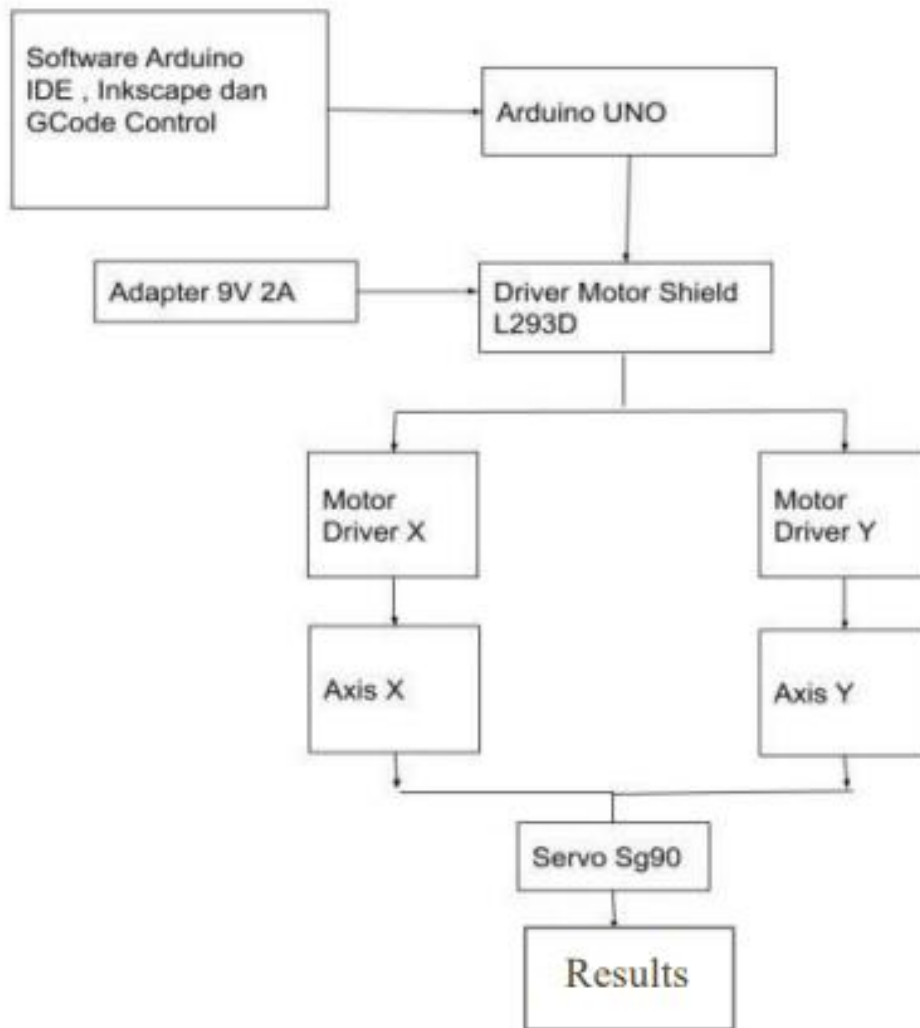 Software Arduino
IDE , Inkscape dan
GCode Control
Arduino UNO
Adapter 9V 2A
Driver Motor Shield
L293D
Motor
Driver X
Motor
Driver Y
Axis X
Axis Y
Servo Sg90
Results